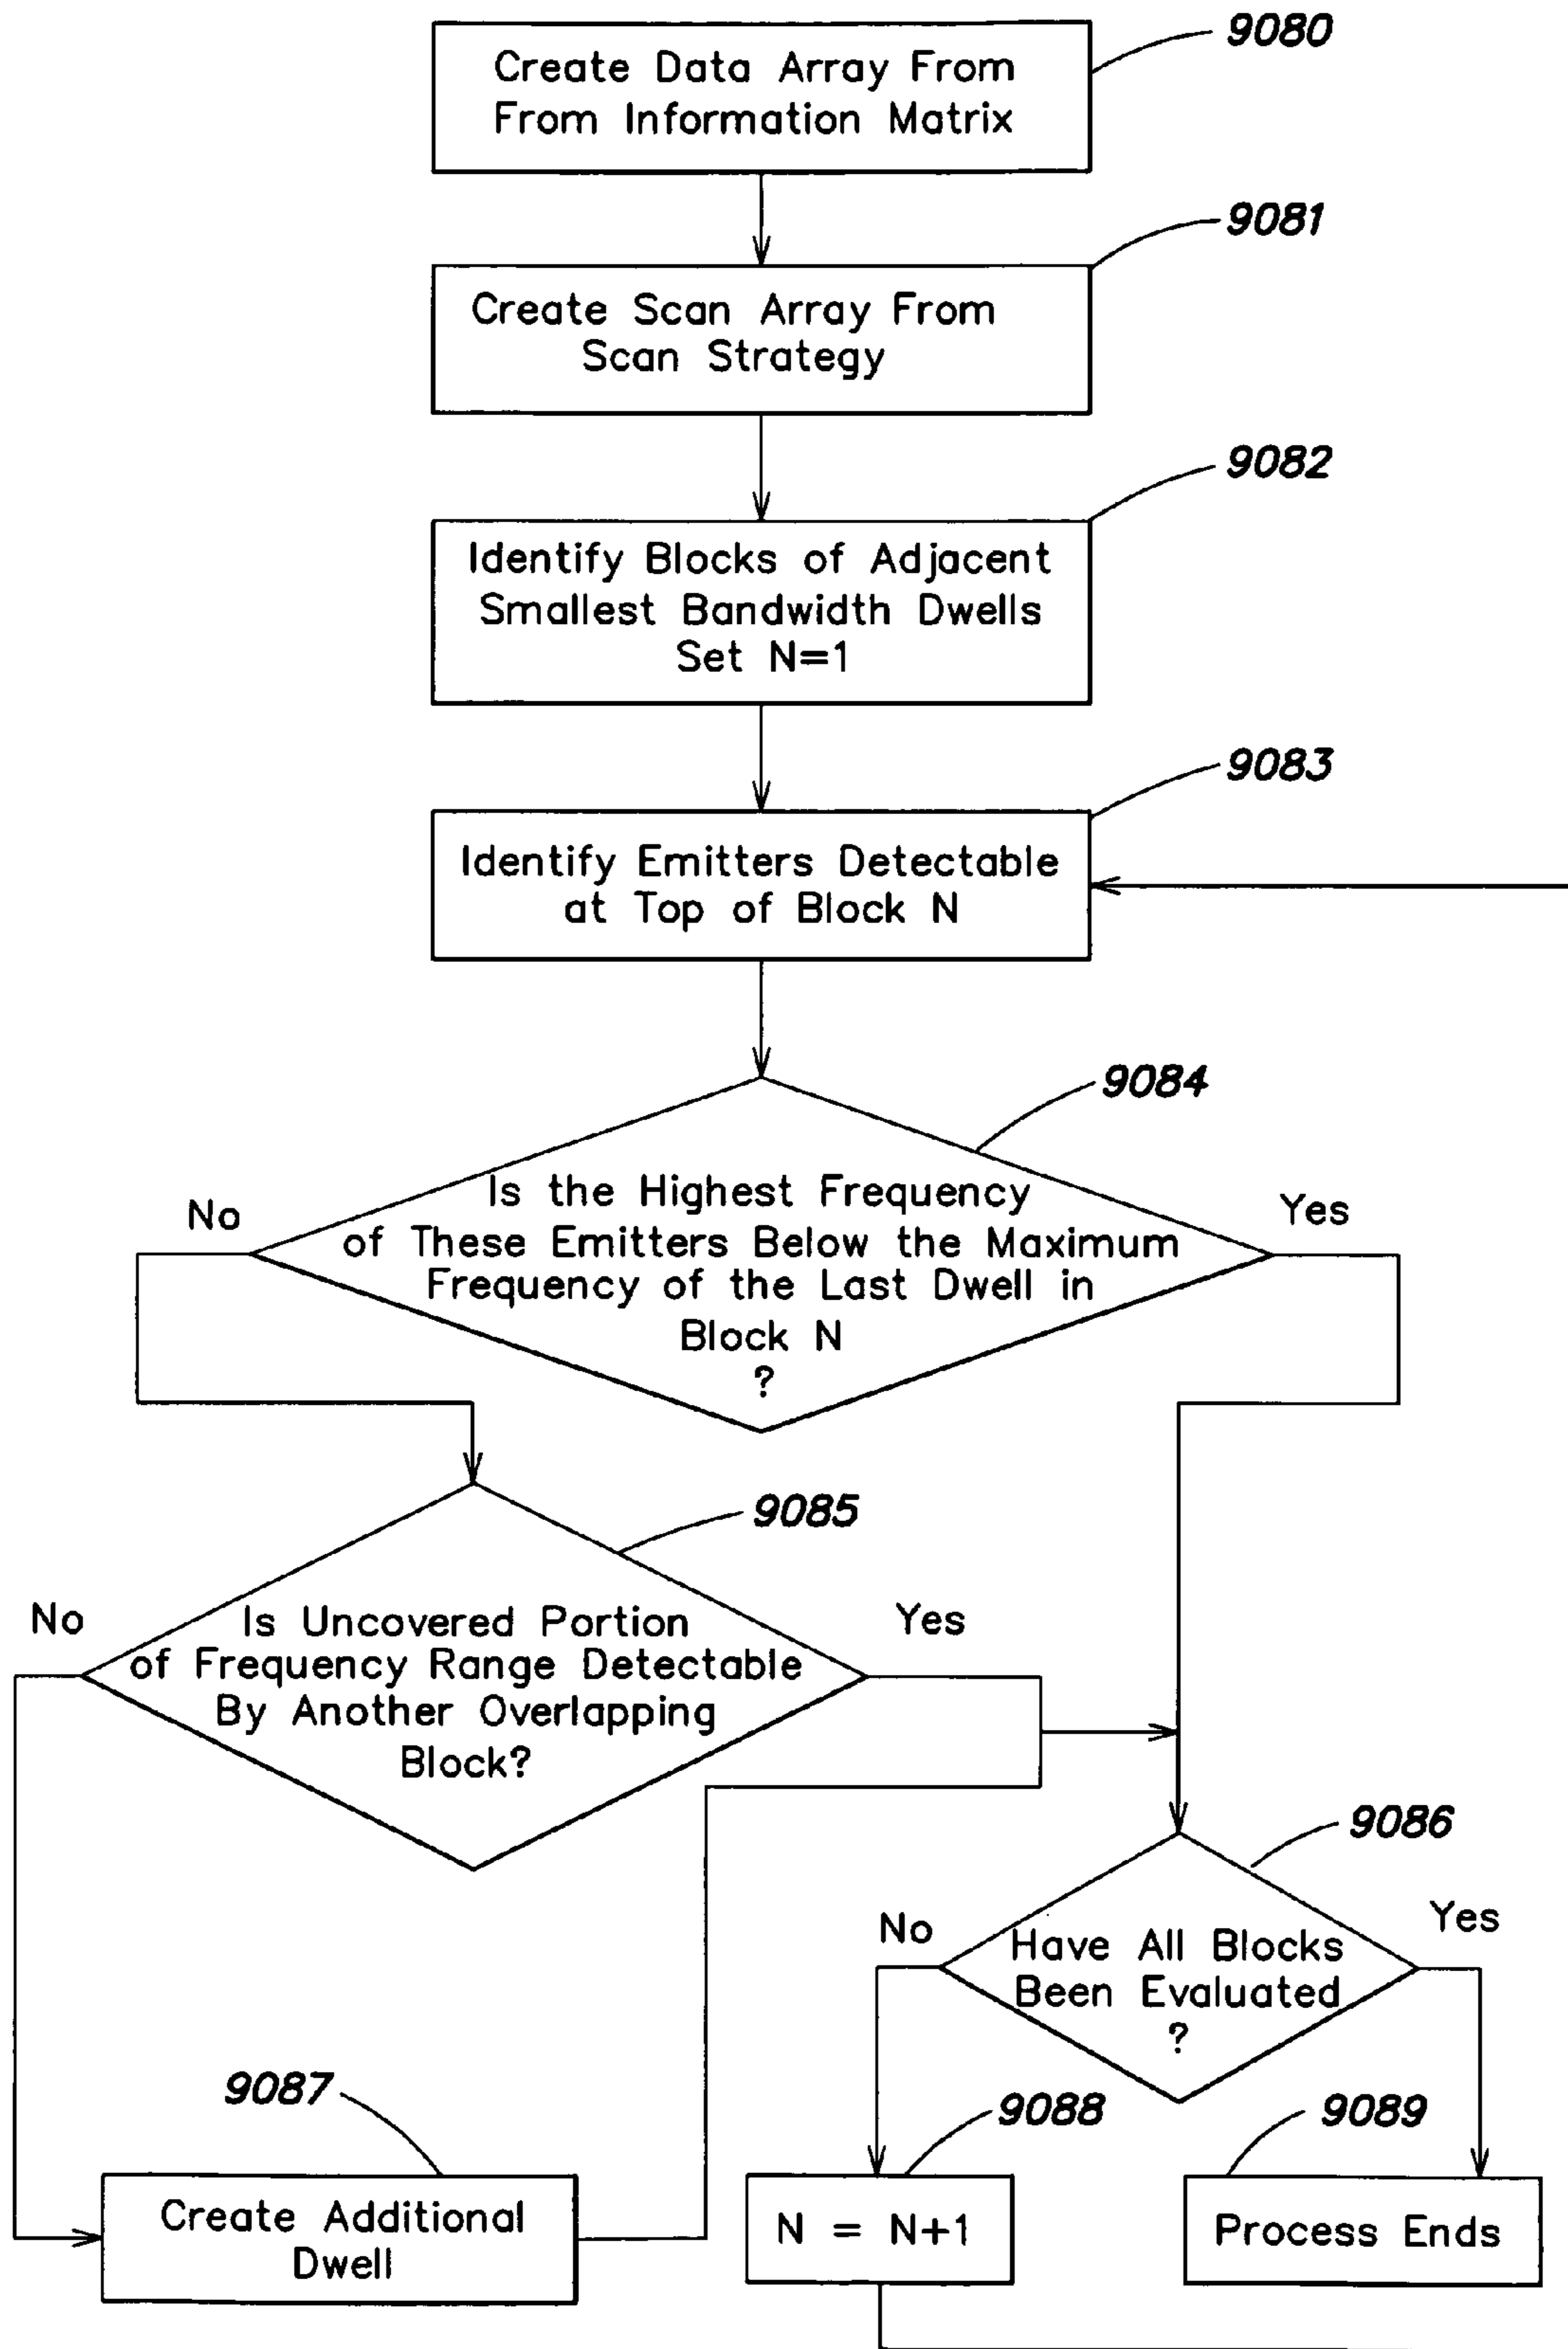 9080
Create Data Array From
From Information Matrix
9081
Create Scan Array From
Scan Strategy
9082
Identify Blocks of Adjacent
Smallest Bandwidth Dwells
Set N=1
9083
Identify Emitters Detectable
at Top of Block N
9084
Is the Highest Frequency
of These Emitters Below the Maximum
Frequency of the Last Dwell in
Block N
?
No
Yes
9085
Is Uncovered Portion
of Frequency Range Detectable
By Another Overlapping
Block?
No
Yes
9086
Have All Blocks
Been Evaluated
?
No
Yes
9087
Create Additional
Dwell
9088
N = N+1
9089
Process Ends